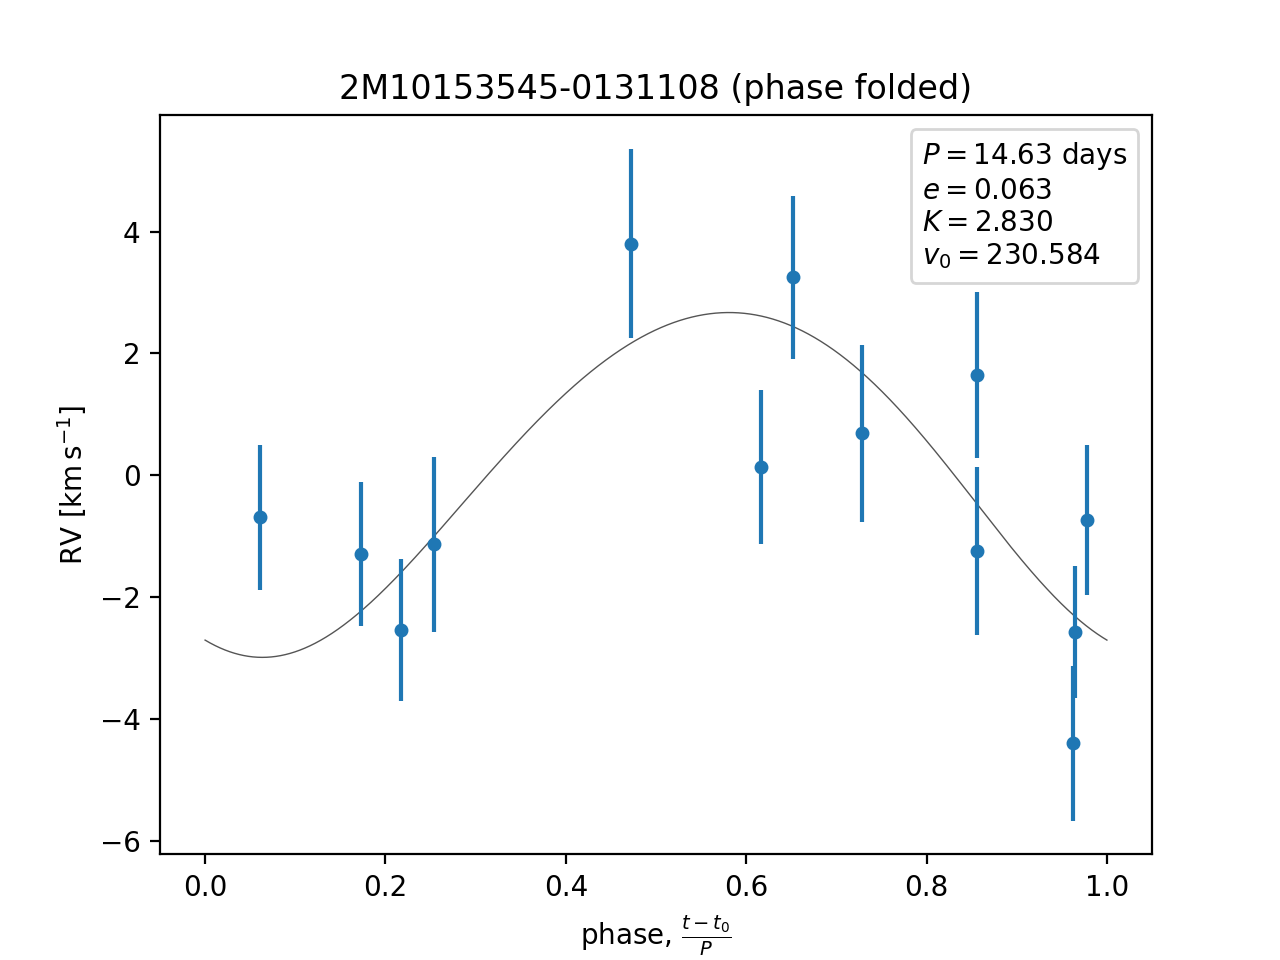 2M10153545-0131108 (phase folded)
P = 14.63 days
e = 0.063
K = 2.830
v₀ = 230.584
4
2
0
−2
−4
−6
RV [km s⁻¹]
0.0 0.2 0.4 0.6 0.8 1.0
phase, (t − t₀)/P